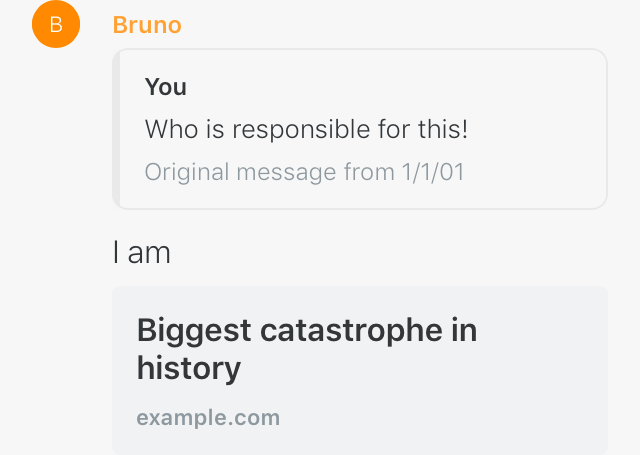 B
Bruno
You
Who is responsible for this!
Original message from 1/1/01
I am
Biggest catastrophe in
history
example.com